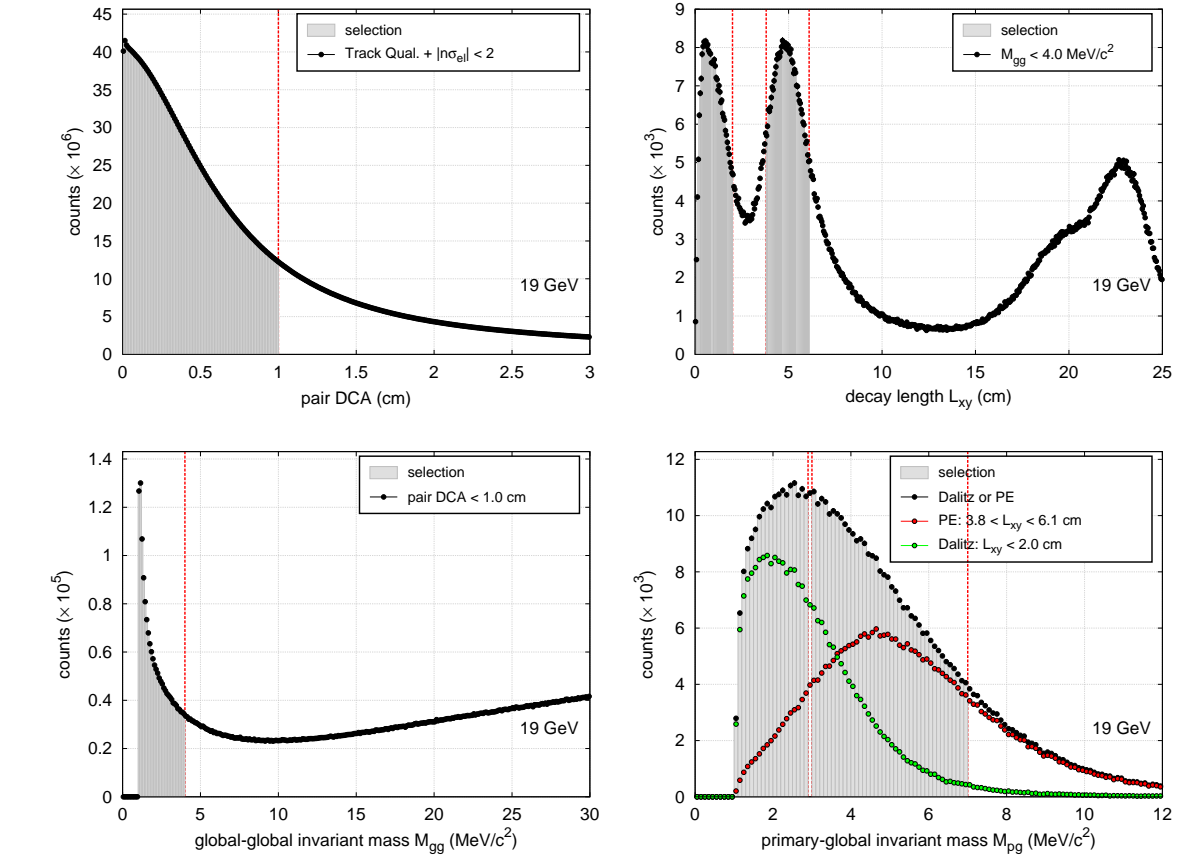 45
40
35
30
25
20
15
10
5
0
counts (× 10^6)
selection
Track Qual. + |nσ_el| < 2
19 GeV
0 0.5 1 1.5 2 2.5 3
pair DCA (cm)
9
8
7
6
5
4
3
2
1
0
counts (× 10^3)
selection
M_gg < 4.0 MeV/c^2
19 GeV
0 5 10 15 20 25
decay length L_xy (cm)
1.4
1.2
1
0.8
0.6
0.4
0.2
0
counts (× 10^5)
selection
pair DCA < 1.0 cm
19 GeV
0 5 10 15 20 25 30
global-global invariant mass M_gg (MeV/c^2)
12
10
8
6
4
2
0
counts (× 10^3)
selection
Dalitz or PE
PE: 3.8 < L_xy < 6.1 cm
Dalitz: L_xy < 2.0 cm
19 GeV
0 2 4 6 8 10 12
primary-global invariant mass M_pg (MeV/c^2)